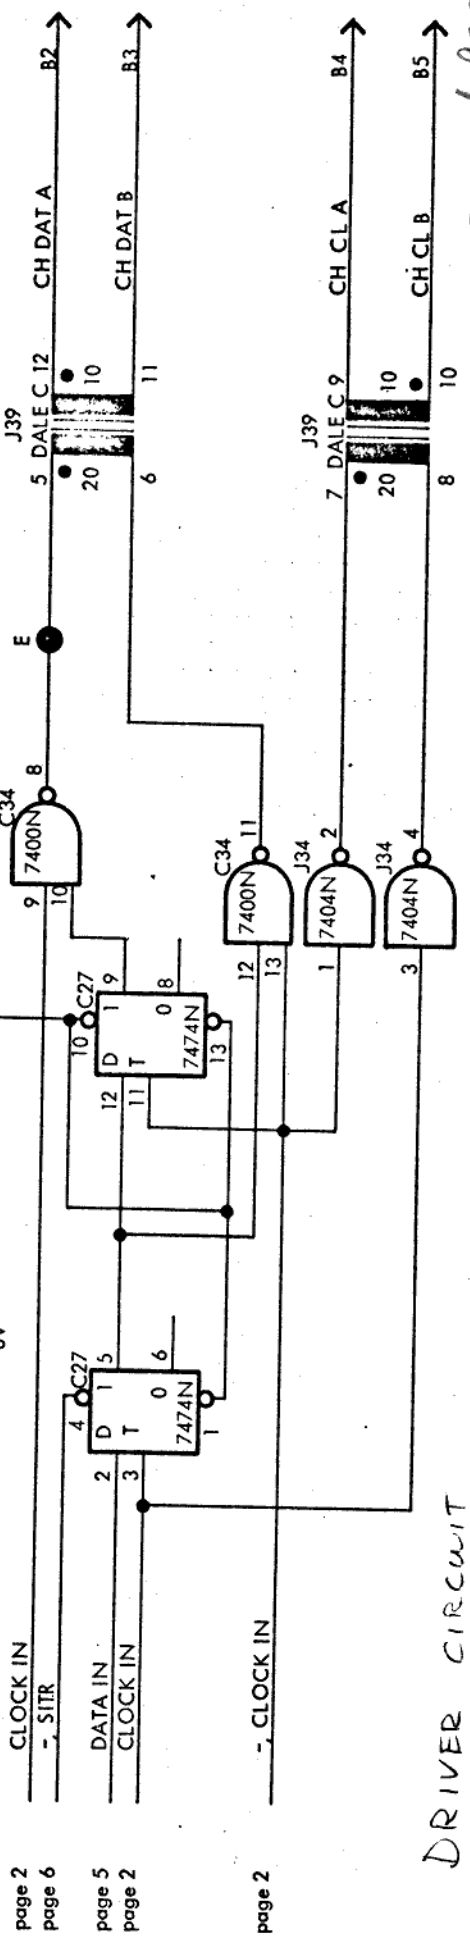 page 2 CLOCK IN
page 6 -, SITR
page 5 DATA IN
page 2 CLOCK IN
page 2 -, CLOCK IN
4 C27
2 D 1 5
3 T
0 6
7474N
1
10 C27
12 D 1 9
11 T
0 8
7474N
13
C34
9 7400N 8
10
E
C34
12 7400N 11
13
J34
1 7404N 2
J34
3 7404N 4
J39
5 DALE C 12
20 10
6 11
J39
7 DALE C 9
20 10
8 10
CH DAT A B2
CH DAT B B3
CH CL A B4
CH CL B B5
DRIVER CIRCUIT